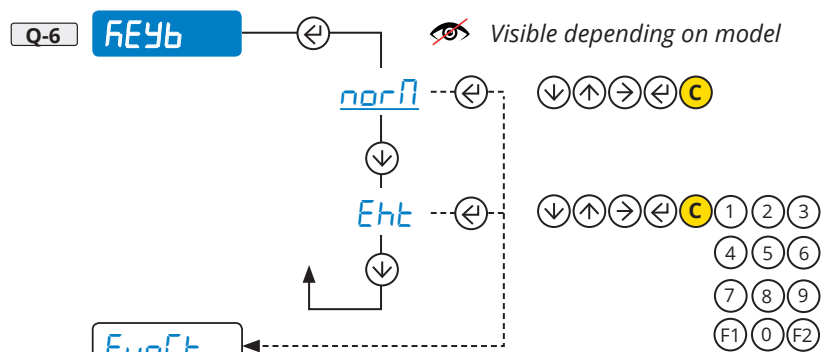 Q-6 KEYb Visible depending on model
norM C
Ext C 1 2 3
4 5 6
7 8 9
F1 0 F2